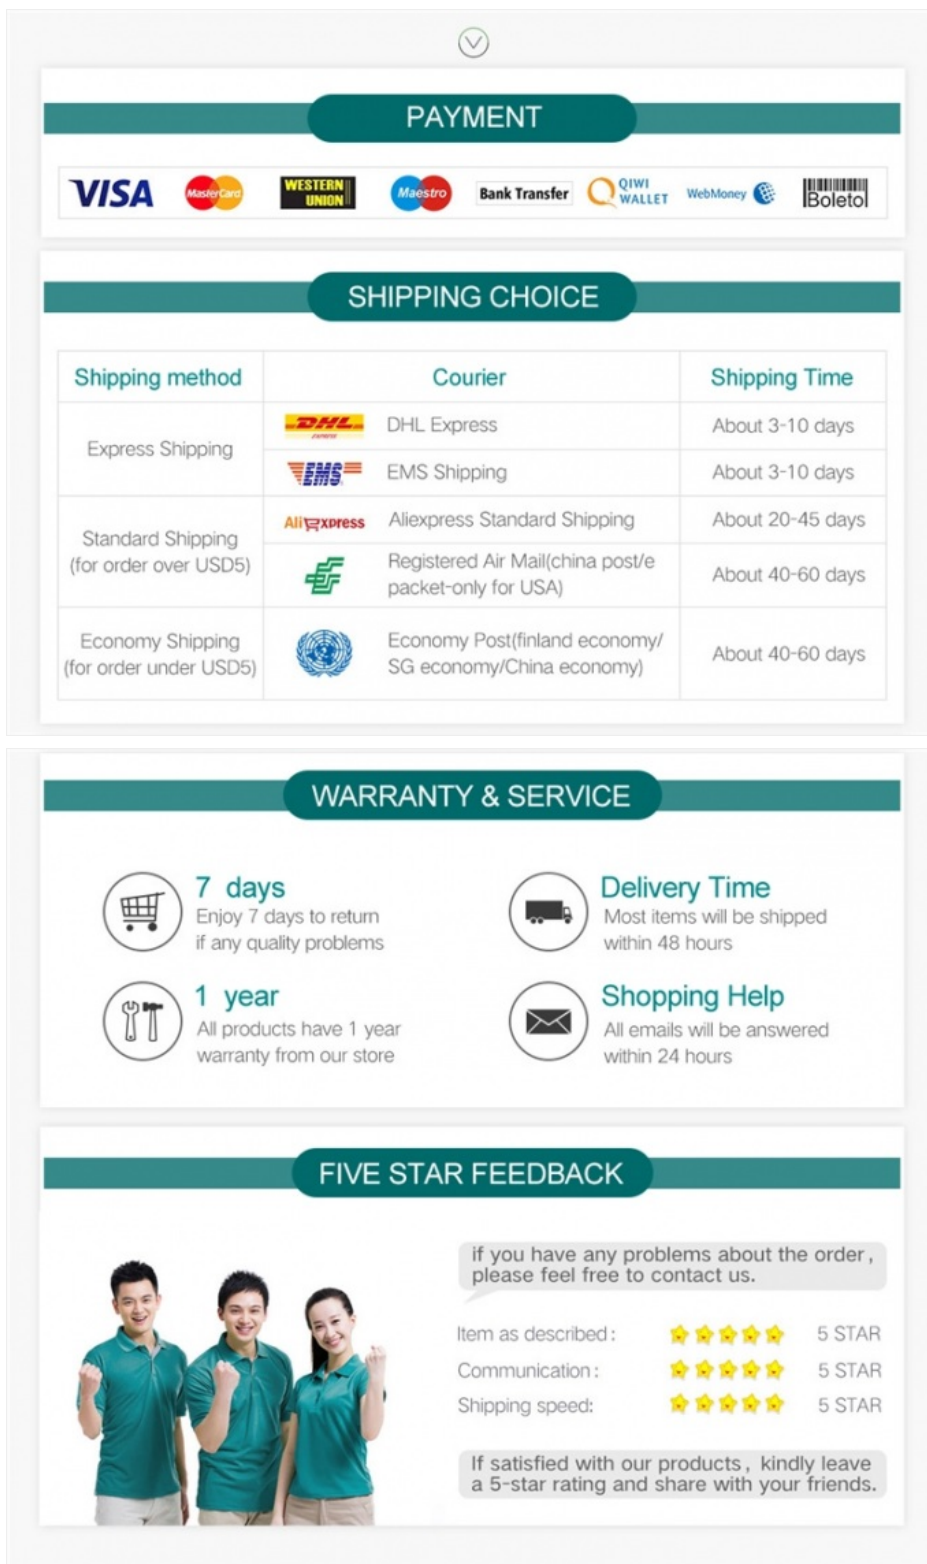 PAYMENT
VISA MasterCard WESTERN UNION Maestro Bank Transfer QIWI WALLET WebMoney Boletol
SHIPPING CHOICE
Shipping method Courier Shipping Time
Express Shipping
DHL EXPRESS DHL Express About 3-10 days
EMS EMS Shipping About 3-10 days
Standard Shipping
(for order over USD5)
AliExpress Aliexpress Standard Shipping About 20-45 days
Registered Air Mail(china post/e
packet-only for USA)
About 40-60 days
Economy Shipping
(for order under USD5)
Economy Post(finland economy/
SG economy/China economy)
About 40-60 days
WARRANTY & SERVICE
7 days
Enjoy 7 days to return
if any quality problems
Delivery Time
Most items will be shipped
within 48 hours
1 year
All products have 1 year
warranty from our store
Shopping Help
All emails will be answered
within 24 hours
FIVE STAR FEEDBACK
if you have any problems about the order,
please feel free to contact us.
Item as described: 5 STAR
Communication: 5 STAR
Shipping speed: 5 STAR
If satisfied with our products, kindly leave
a 5-star rating and share with your friends.